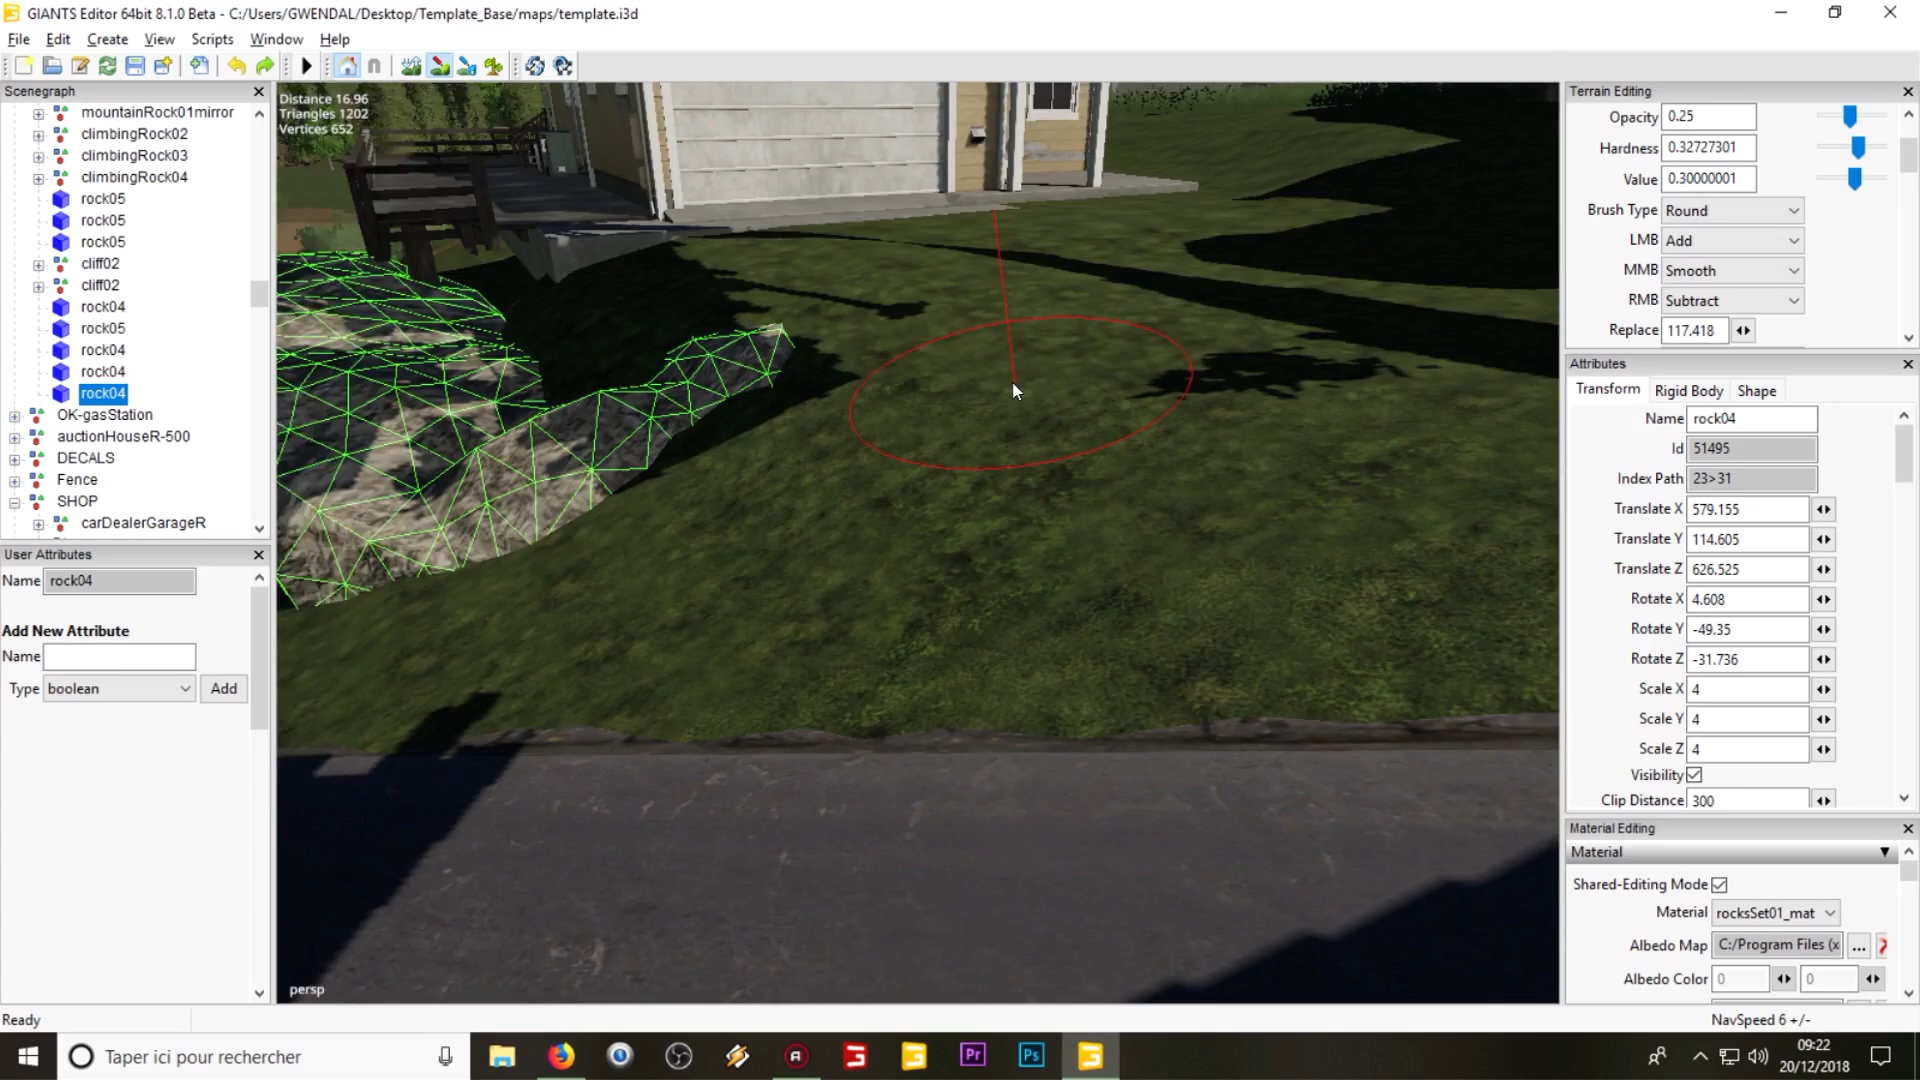 GIANTS Editor 64bit 8.1.0 Beta - C:/Users/GWENDAL/Desktop/Template_Base/maps/template.i3d
File Edit Create View Scripts Window Help
Scenegraph
mountainRock01mirror
climbingRock02
climbingRock03
climbingRock04
rock05
rock05
rock05
cliff02
cliff02
rock04
rock05
rock04
rock04
rock04
OK-gasStation
auctionHouseR-500
DECALS
Fence
SHOP
carDealerGarageR
User Attributes
Name rock04
Add New Attribute
Name
Type boolean Add
Distance 16.96
Triangles 1202
Vertices 652
persp
Terrain Editing
Opacity 0.25
Hardness 0.32727301
Value 0.30000001
Brush Type Round
LMB Add
MMB Smooth
RMB Subtract
Replace 117.418
Attributes
Transform Rigid Body Shape
Name rock04
Id 51495
Index Path 23>31
Translate X 579.155
Translate Y 114.605
Translate Z 626.525
Rotate X 4.608
Rotate Y -49.35
Rotate Z -31.736
Scale X 4
Scale Y 4
Scale Z 4
Visibility
Clip Distance 300
Material Editing
Material
Shared-Editing Mode
Material rocksSet01_mat
Albedo Map C:/Program Files (x ... ?
Albedo Color 0 0
Ready
NavSpeed 6 +/-
Taper ici pour rechercher
Pr
Ps
09:22
20/12/2018